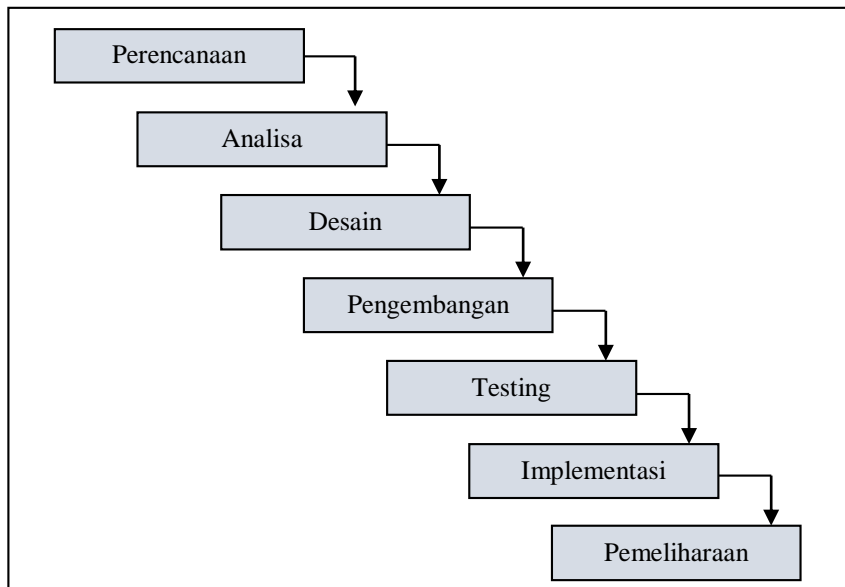 Perencanaan
Analisa
Desain
Pengembangan
Testing
Implementasi
Pemeliharaan